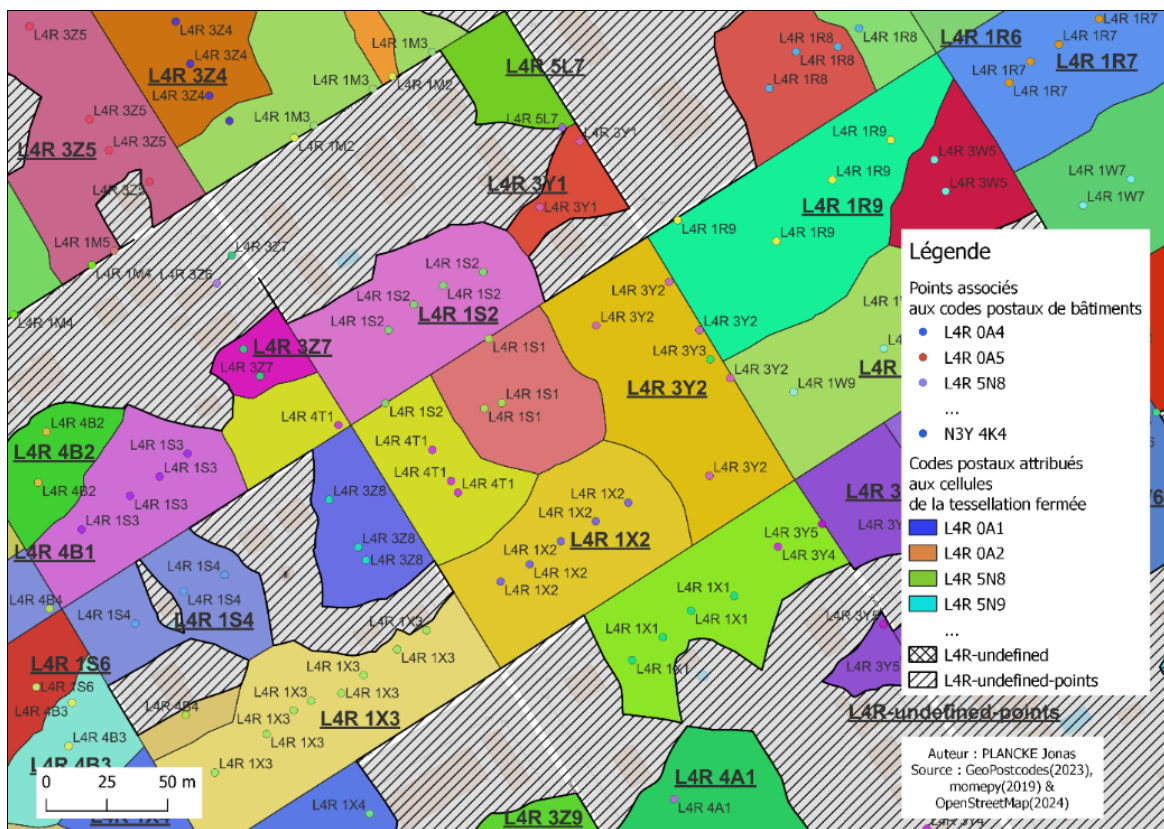 L4R 3Z5
L4R 3Z4
L4R 1M3
L4R 1R8
L4R 1R6
L4R 1R7
L4R 3Z4
L4R 5L7
L4R 1R8
L4R 1R7
L4R 1R7
L4R 3Z4
L4R 1M3
L4R 1M2
L4R 1R8
L4R 1R7
L4R 3Z4
L4R 3Z5
L4R 1M3
L4R 5L7
L4R 3Y1
L4R 1R9
L4R 3Z5
L4R 3Z5
L4R 1M2
L4R 3W5
L4R 1W7
L4R 3Z5
L4R 3Y1
L4R 1R9
L4R 3W5
L4R 1W7
L4R 3Y1
L4R 1R9
L4R 1R9
L4R 1R9
L4R 1M5
L4R 3Z7
L4R 1M4
L4R 3Z6
L4R 1S2
L4R 3Y2
L4R 1S2
L4R 1S2
L4R 1S2
L4R 3Y2
L4R 3Y2
L4R 1M4
L4R 1S2
L4R 3Z7
L4R 1S1
L4R 3Y3
L4R 3Z7
L4R 3Y2
L4R 3Y2
L4R 1W9
L4R 1S2
L4R 1S1
L4R 1S1
L4R 4T1
L4R 4B2
L4R 4B2
L4R 1S3
L4R 4T1
L4R 1S3
L4R 4T1
L4R 3Y2
L4R 4B2
L4R 1S3
L4R 3Z8
L4R 1X2
L4R 1S3
L4R 1X2
L4R 1X2
L4R 3Y5
L4R 4B1
L4R 3Z8
L4R 1X2
L4R 3Y4
L4R 3Z8
L4R 1X2
L4R 1S4
L4R 1X2
L4R 1S4
L4R 1X1
L4R 4B4
L4R 1S4
L4R 1S4
L4R 1X1
L4R 1X1
L4R 3Y5
L4R 1S6
L4R 1X3
L4R 1X1
L4R 1S6
L4R 1X3
L4R 3Y5
L4R 4B3
L4R 4B4
L4R 1X3
L4R 1X3
L4R 1X3
L4R 1X3
L4R-undefined-points
L4R 4B3
L4R 4B3
L4R 1X3
L4R 1X3
L4R 4A1
L4R 1X4
L4R 4A1
L4R 3Z9
0 50 m
Légende
Points associés
aux codes postaux de bâtiments
L4R 0A4
L4R 0A5
L4R 5N8
...
N3Y 4K4
Codes postaux attribués
aux cellules
de la tessellation fermée
L4R 0A1
L4R 0A2
L4R 5N8
L4R 5N9
...
L4R-undefined
L4R-undefined-points
Auteur : PLANCKE Jonas
Source : GeoPostcodes(2023),
momepy(2019) &
OpenStreetMap(2024)